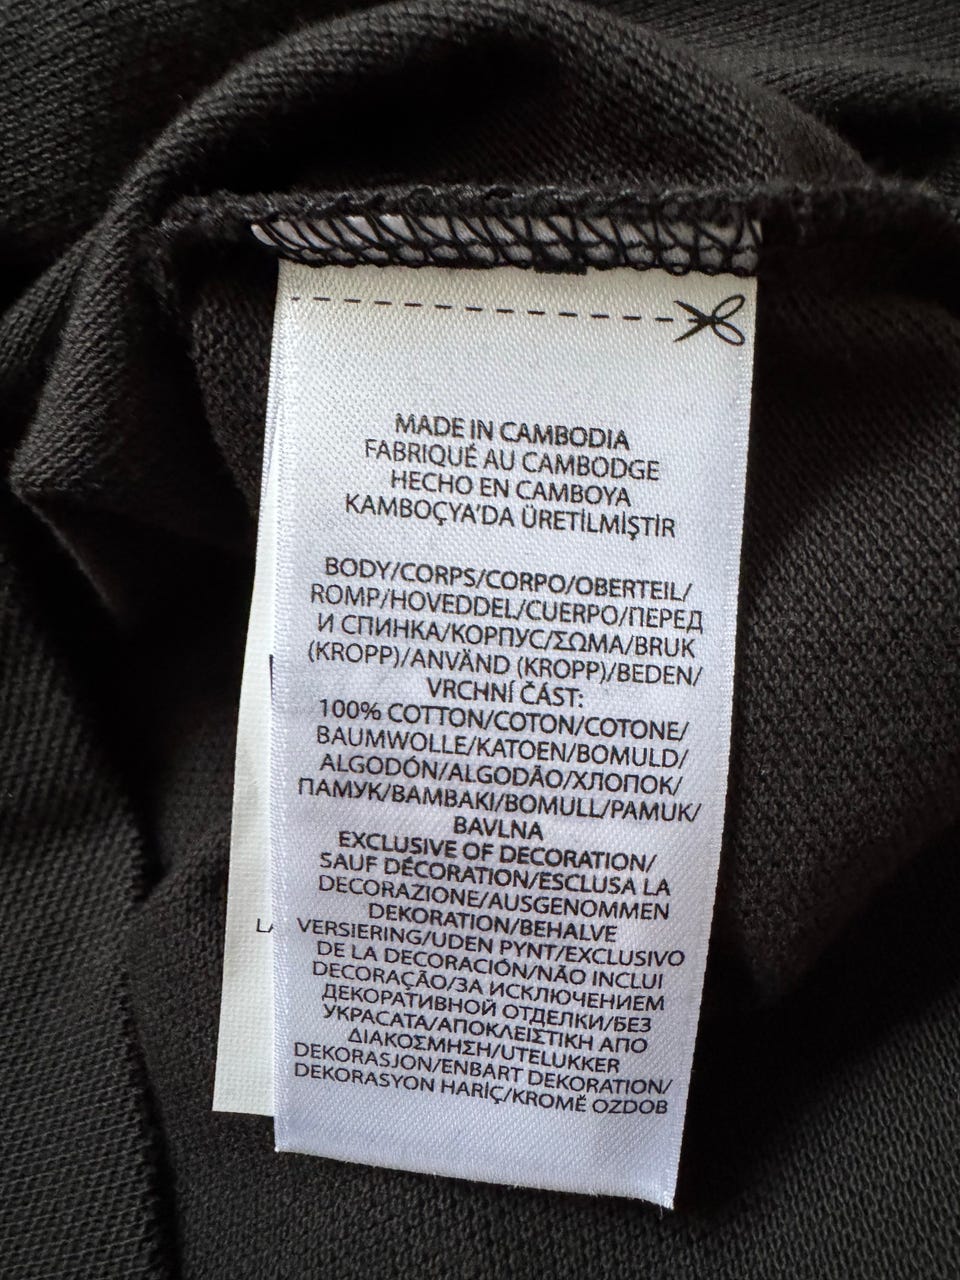 MADE IN CAMBODIA
FABRIQUÉ AU CAMBODGE
HECHO EN CAMBOYA
KAMBOÇYA'DA ÜRETİLMİŞTİR
BODY/CORPS/CORPO/OBERTEIL/
ROMP/HOVEDDEL/CUERPO/ПЕРЕД
И СПИНКА/КОРПУС/ΣΩΜΑ/BRUK
(KROPP)/ANVÄND (KROPP)/BEDEN/
VRCHNÍ ČÁST:
100% COTTON/COTON/COTONE/
BAUMWOLLE/KATOEN/BOMULD/
ALGODÓN/ALGODÃO/ХЛОПОК/
ПАМУК/ΒΑΜΒΑΚΙ/BOMULL/PAMUK/
BAVLNA
EXCLUSIVE OF DECORATION/
SAUF DÉCORATION/ESCLUSA LA
DECORAZIONE/AUSGENOMMEN
DEKORATION/BEHALVE
VERSIERING/UDEN PYNT/EXCLUSIVO
DE LA DECORACIÓN/NÃO INCLUI
DECORAÇÃO/ЗА ИСКЛЮЧЕНИЕМ
ДЕКОРАТИВНОЙ ОТДЕЛКИ/БЕЗ
УКРАСАТА/ΑΠΟΚΛΕΙΣΤΙΚΗ ΑΠΟ
ΔΙΑΚΟΣΜΗΣΗ/UTELUKKER
DEKORASJON/ENBART DEKORATION/
DEKORASYON HARİÇ/KROMĚ OZDOB